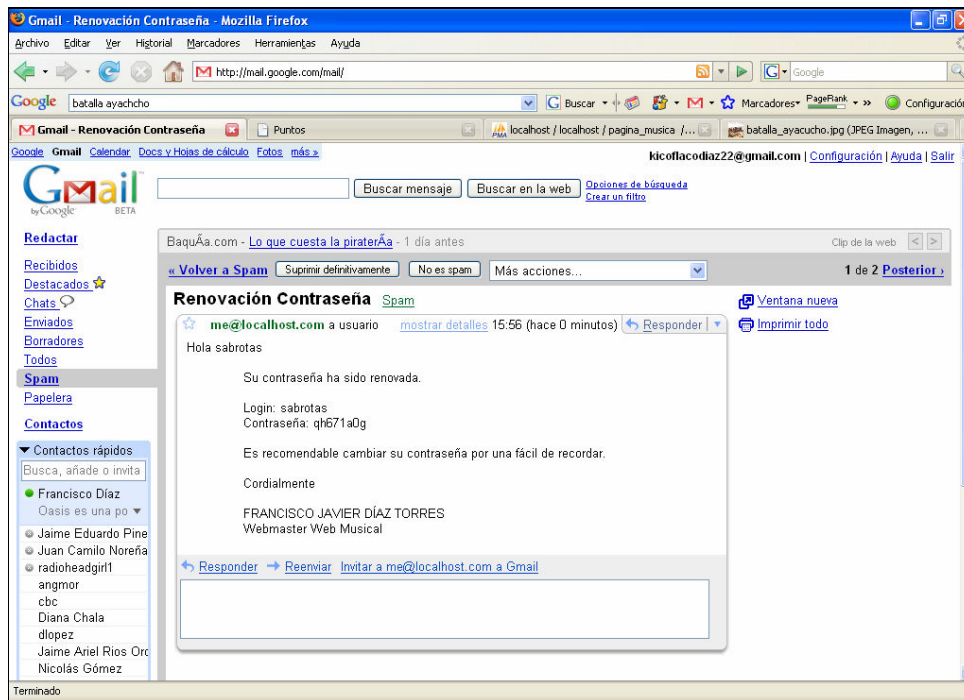 Gmail - Renovación Contraseña - Mozilla Firefox
Archivo Editar Ver Historial Marcadores Herramientas Ayuda
http://mail.google.com/mail/
Google
Google batalla ayachcho Buscar Marcadores PageRank » Configuración
Gmail - Renovación Contraseña Puntos localhost / localhost / pagina_musica /... batalla_ayacucho.jpg (JPEG Imagen, ...
Google Gmail Calendar Docs y Hojas de cálculo Fotos más »
kicoflacodiaz22@gmail.com | Configuración | Ayuda | Salir
Gmail
by Google BETA
Buscar mensaje Buscar en la web Opciones de búsqueda
Crear un filtro
Redactar
Recibidos
Destacados
Chats
Enviados
Borradores
Todos
Spam
Papelera
Contactos
Contactos rápidos
Busca, añade o invita
Francisco Díaz
Oasis es una po
Jaime Eduardo Pine
Juan Camilo Noreña
radioheadgirl1
angmor
cbc
Diana Chala
dlopez
Jaime Ariel Rios Ord
Nicolás Gómez
BaquÃa.com - Lo que cuesta la piraterÃa - 1 día antes Clip de la web < >
« Volver a Spam Suprimir definitivamente No es spam Más acciones... 1 de 2 Posterior ›
Renovación Contraseña Spam
Ventana nueva
Imprimir todo
me@localhost.com a usuario mostrar detalles 15:56 (hace 0 minutos) Responder
Hola sabrotas
Su contraseña ha sido renovada.
Login: sabrotas
Contraseña: qh671a0g
Es recomendable cambiar su contraseña por una fácil de recordar.
Cordialmente
FRANCISCO JAVIER DÍAZ TORRES
Webmaster Web Musical
Responder Reenviar Invitar a me@localhost.com a Gmail
Terminado